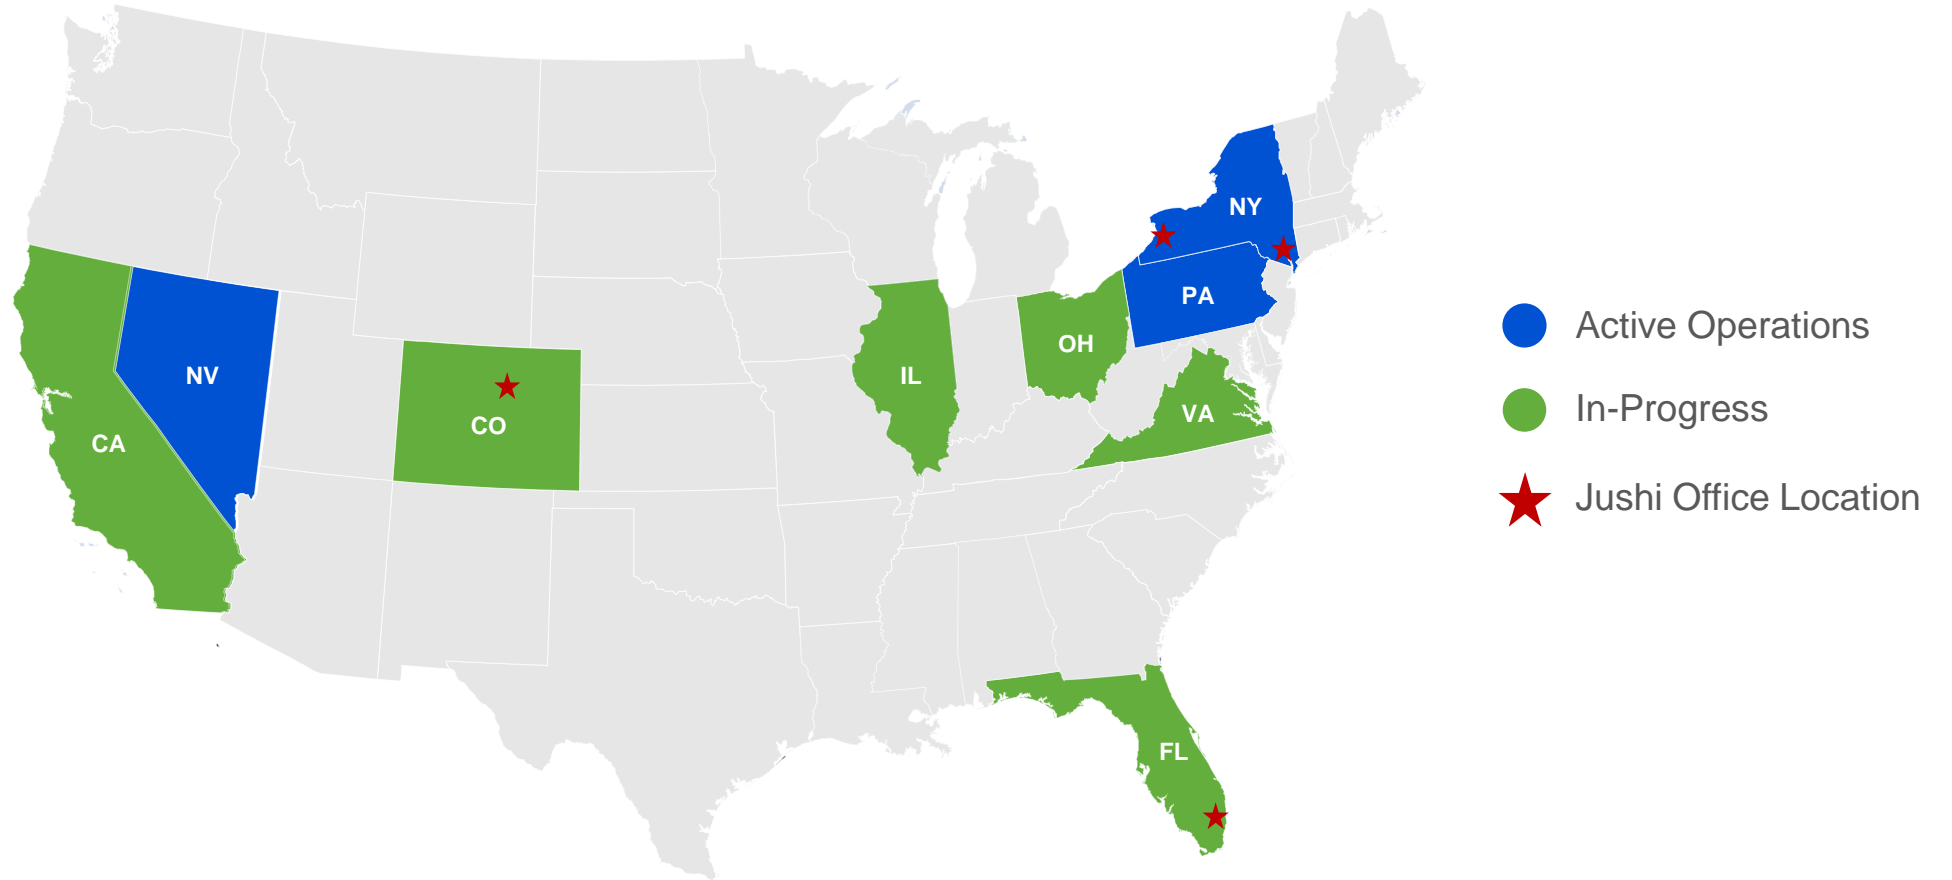 NY
PA
OH
NV
IL
VA
CO
CA
FL
Active Operations
In-Progress
Jushi Office Location